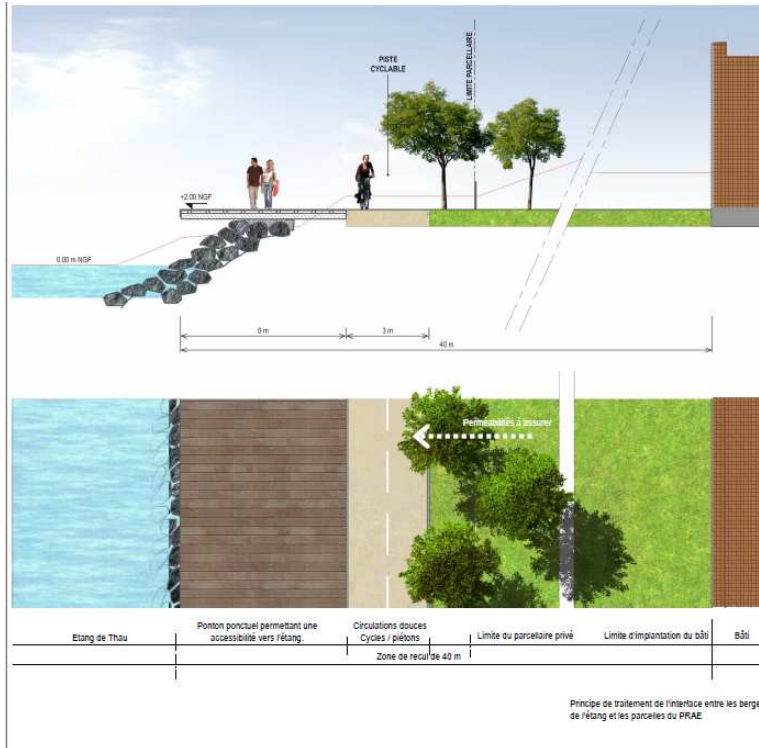 PISTE
CYCLABLE
LIMITE PARCELLAIRE
+2.00 NGF
0.00 m NGF
6 m
3 m
40 m
Perméabilités à assurer
Etang de Thau
Ponton ponctuel permettant une
accessibilité vers l'étang.
Circulations douces
Cycles / piétons
Limite du parcellaire privé
Limite d'implantation du bâti
Bâti
Zone de recul de 40 m
Principe de traitement de l'interface entre les berge
de l'étang et les parcelles du PRAE